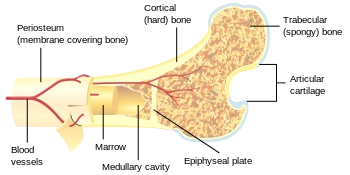 Cortical
(hard) bone
Trabecular
(spongy) bone
Periosteum
(membrane covering bone)
Articular
cartilage
Blood
vessels
Marrow
Medullary cavity
Epiphyseal plate